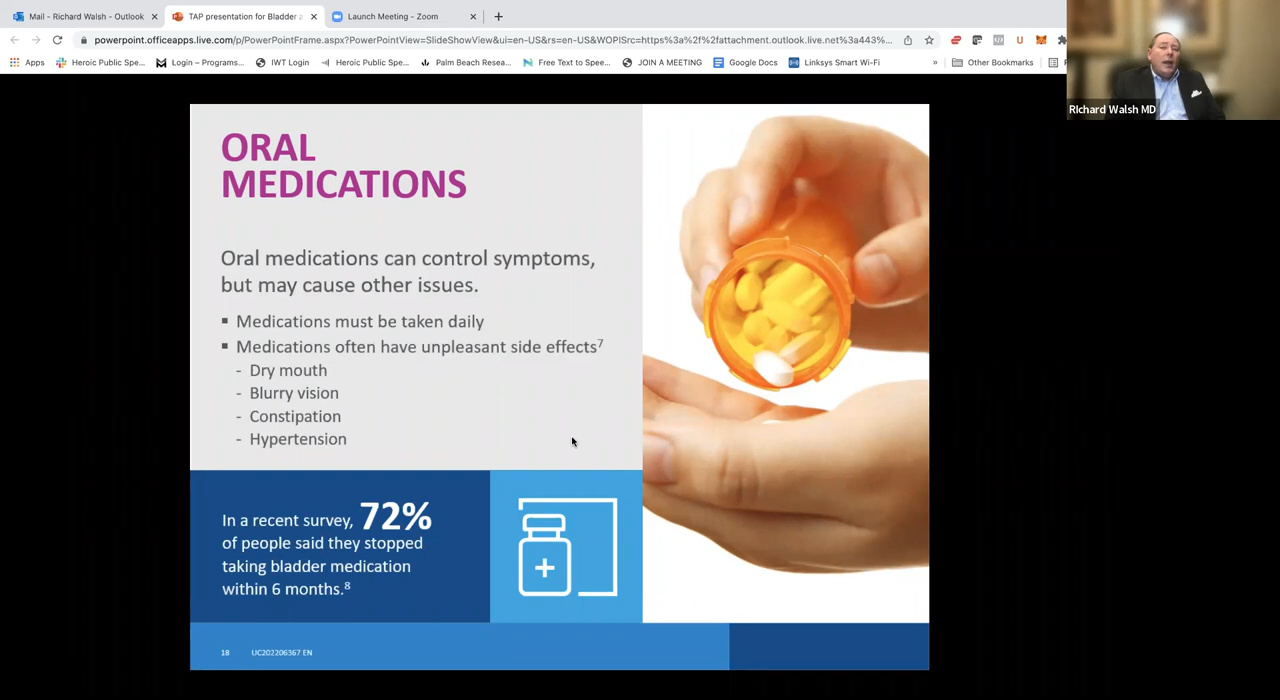 Mail - Richard Walsh - Outlook
TAP presentation for Bladder a
Launch Meeting - Zoom
powerpoint.officeapps.live.com/p/PowerPointFrame.aspx?PowerPointView=SlideShowView&ui=en-US&rs=en-US&WOPISrc=https%3a%2f%2fattachment.outlook.live.net%3a443%...
Apps
Heroic Public Spe...
Login – Programs...
IWT Login
Heroic Public Spe...
Palm Beach Resea...
Free Text to Spee...
JOIN A MEETING
Google Docs
Linksys Smart Wi-Fi
»
Other Bookmarks
RIchard Walsh MD
ORAL
MEDICATIONS
Oral medications can control symptoms,
but may cause other issues.
▪ Medications must be taken daily
▪ Medications often have unpleasant side effects⁷
- Dry mouth
- Blurry vision
- Constipation
- Hypertension
In a recent survey, 72%
of people said they stopped
taking bladder medication
within 6 months.⁸
18 UC202206367 EN